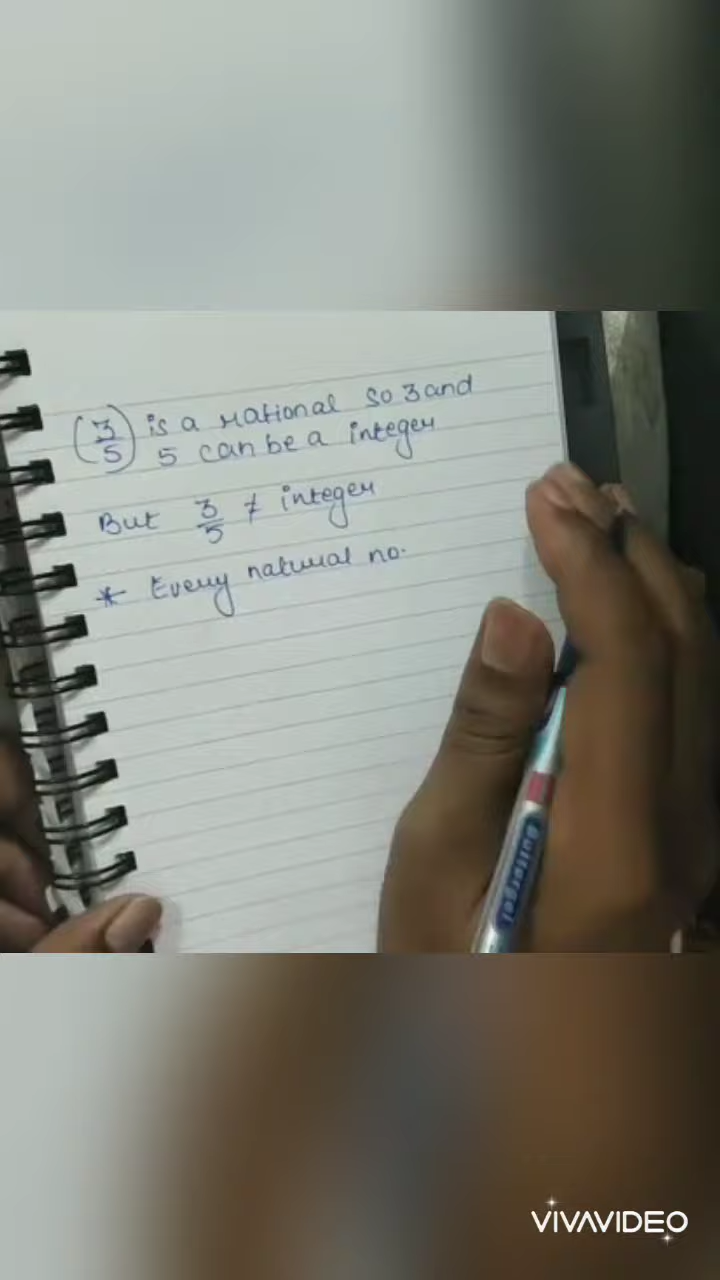 (3/5) is a rational so 3 and
5 can be a integer
But 3/5 ≠ integer
* Every natural no.
Buttergel
VIVAVIDEO